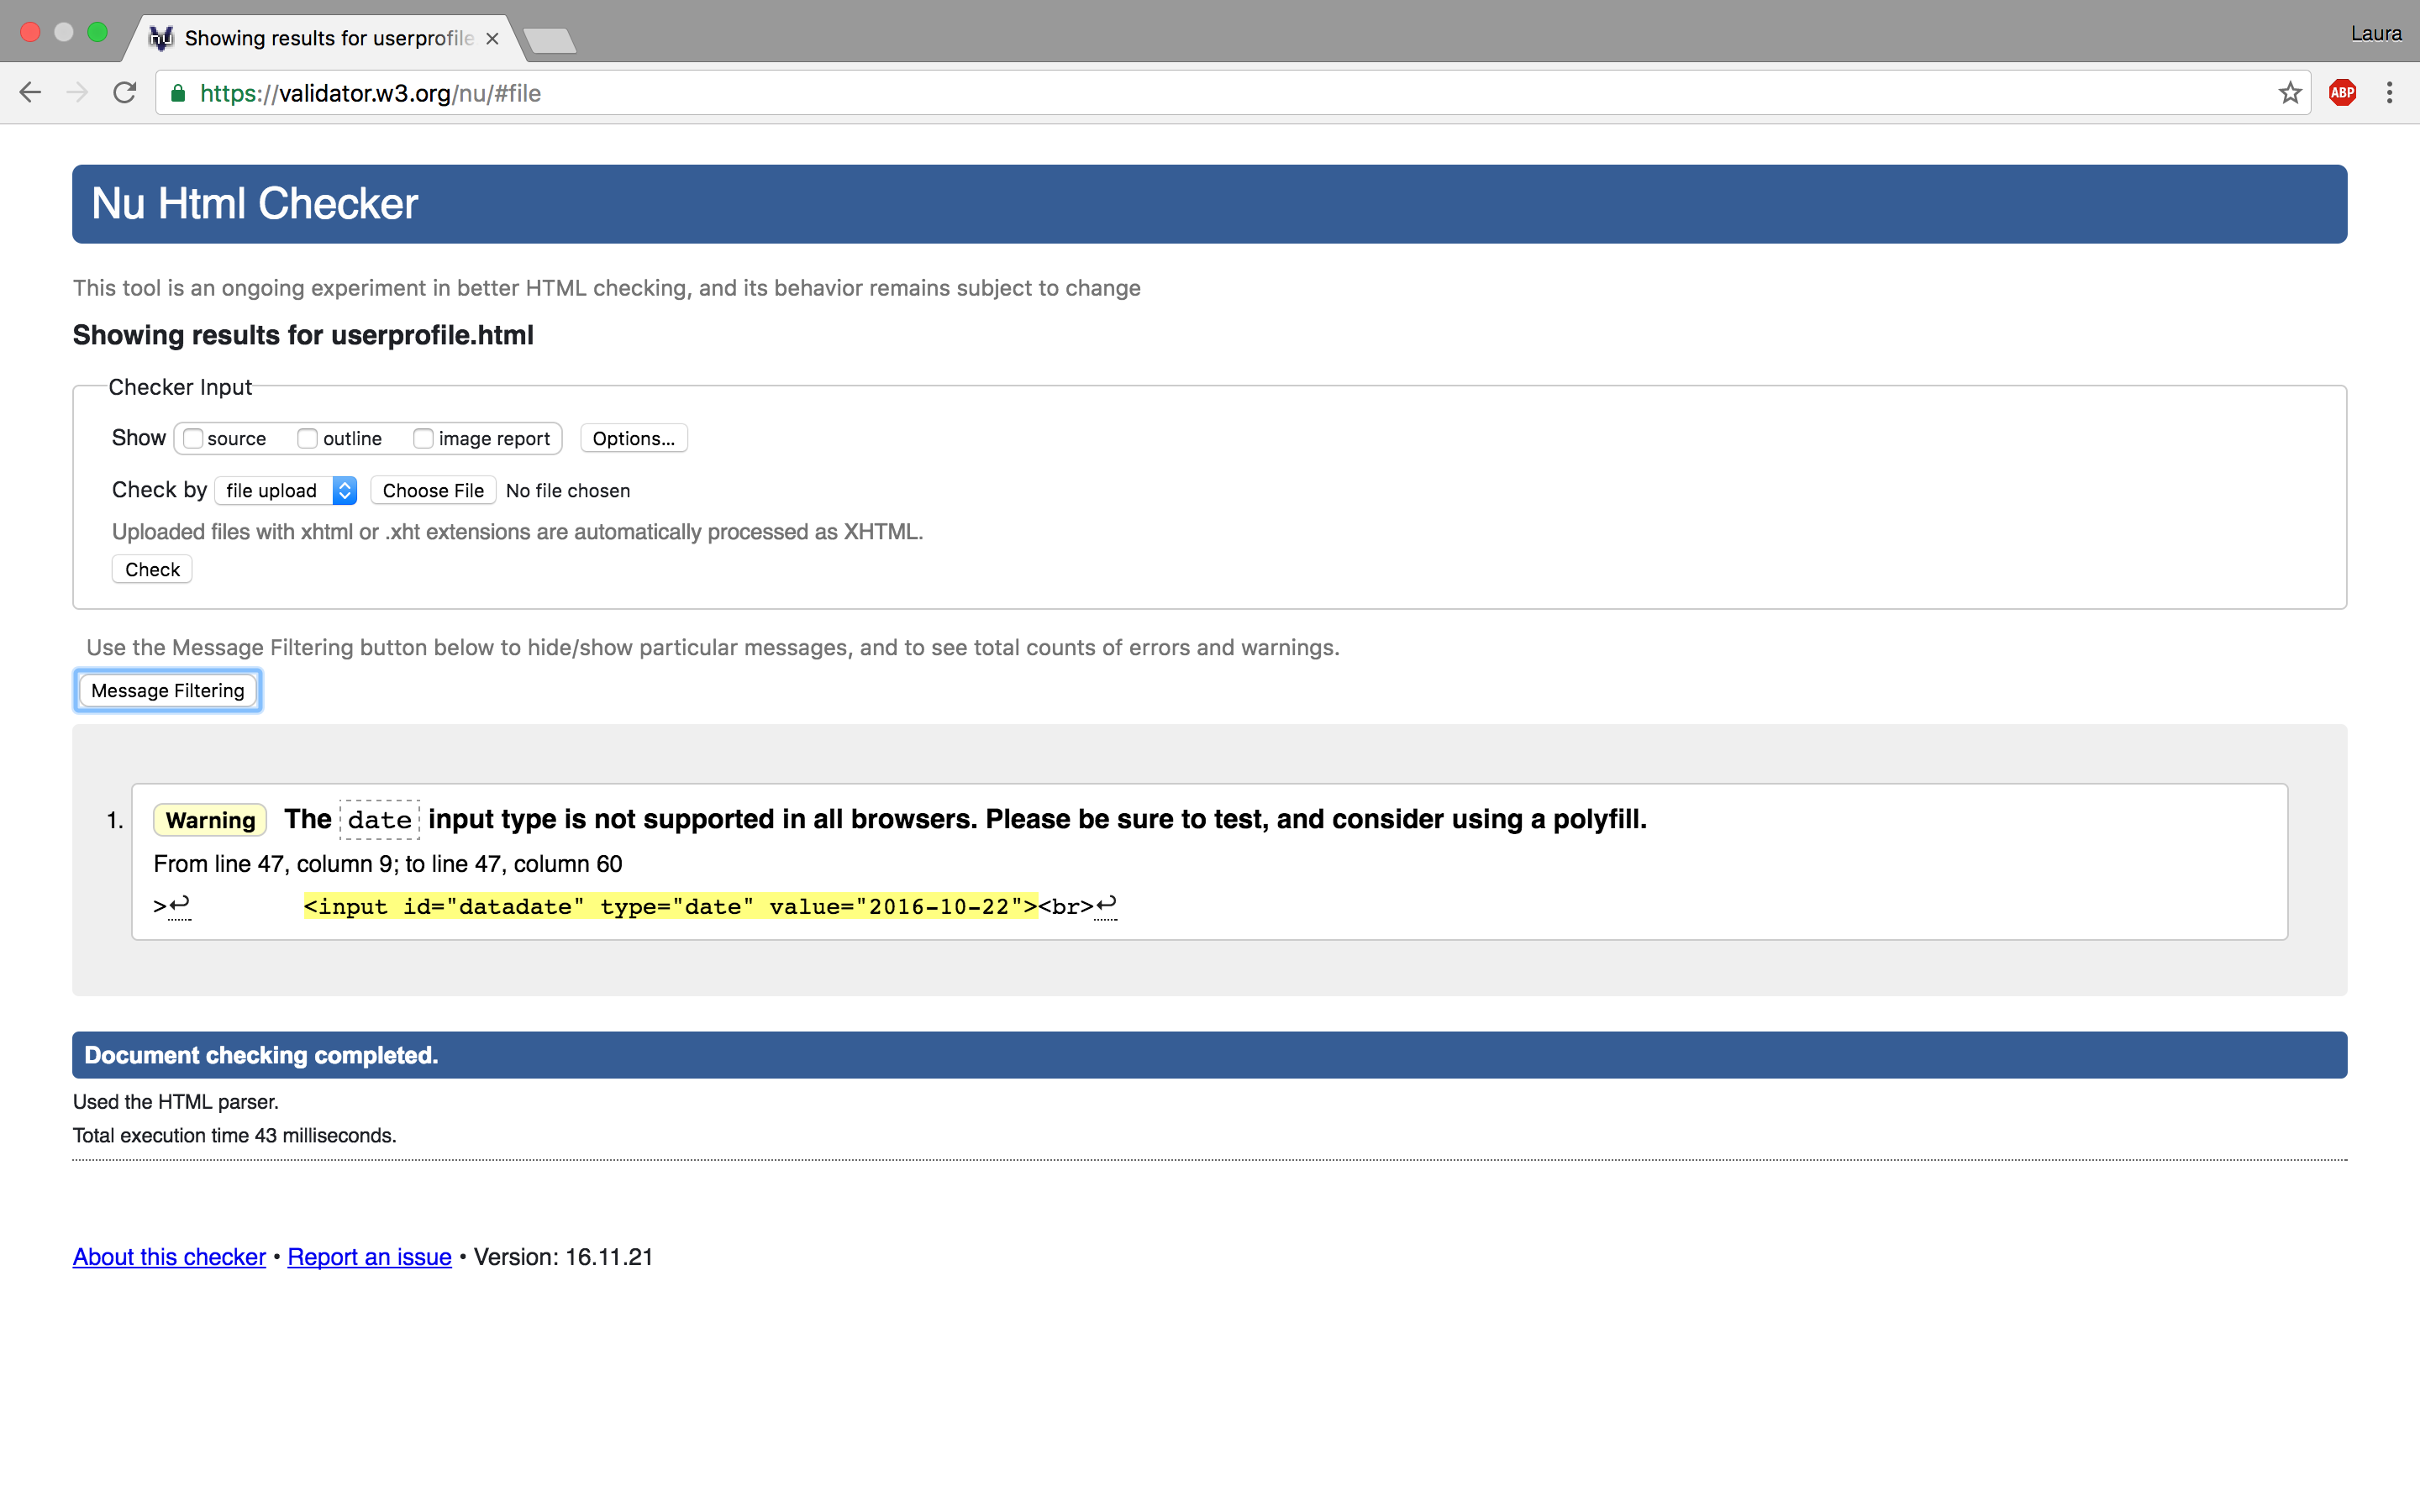 Showing results for userprofile
Laura
https://validator.w3.org/nu/#file
ABP
Nu Html Checker
This tool is an ongoing experiment in better HTML checking, and its behavior remains subject to change
Showing results for userprofile.html
Checker Input
Show source outline image report Options...
Check by file upload Choose File No file chosen
Uploaded files with xhtml or .xht extensions are automatically processed as XHTML.
Check
Use the Message Filtering button below to hide/show particular messages, and to see total counts of errors and warnings.
Message Filtering
1. Warning The date input type is not supported in all browsers. Please be sure to test, and consider using a polyfill.
From line 47, column 9; to line 47, column 60
>↩ <input id="datadate" type="date" value="2016-10-22"><br>↩
Document checking completed.
Used the HTML parser.
Total execution time 43 milliseconds.
About this checker • Report an issue • Version: 16.11.21